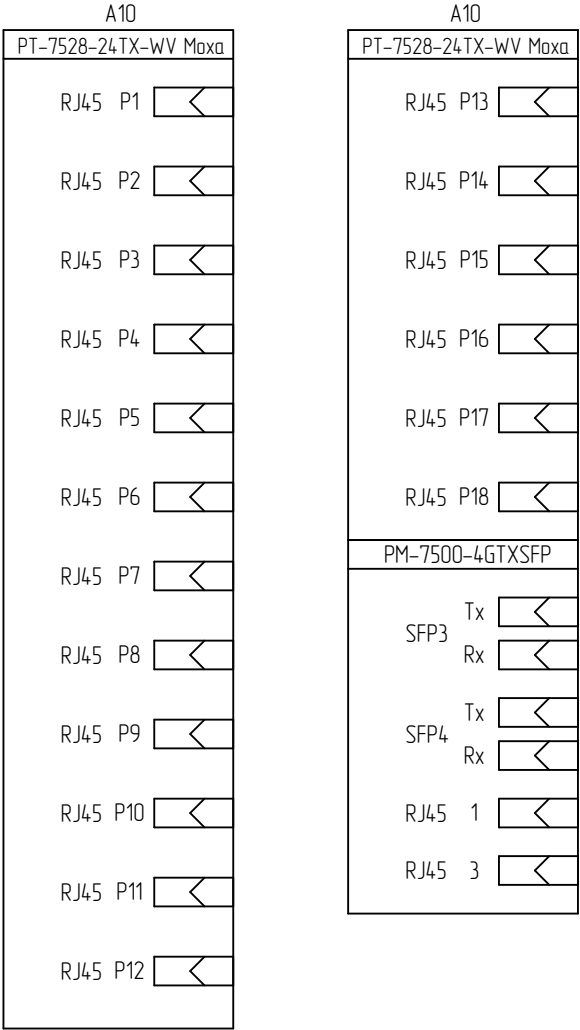 A10
PT-7528-24TX-WV Moxa
RJ45 P1
RJ45 P2
RJ45 P3
RJ45 P4
RJ45 P5
RJ45 P6
RJ45 P7
RJ45 P8
RJ45 P9
RJ45 P10
RJ45 P11
RJ45 P12
A10
PT-7528-24TX-WV Moxa
RJ45 P13
RJ45 P14
RJ45 P15
RJ45 P16
RJ45 P17
RJ45 P18
PM-7500-4GTXSFP
SFP3
Tx
Rx
SFP4
Tx
Rx
RJ45 1
RJ45 3